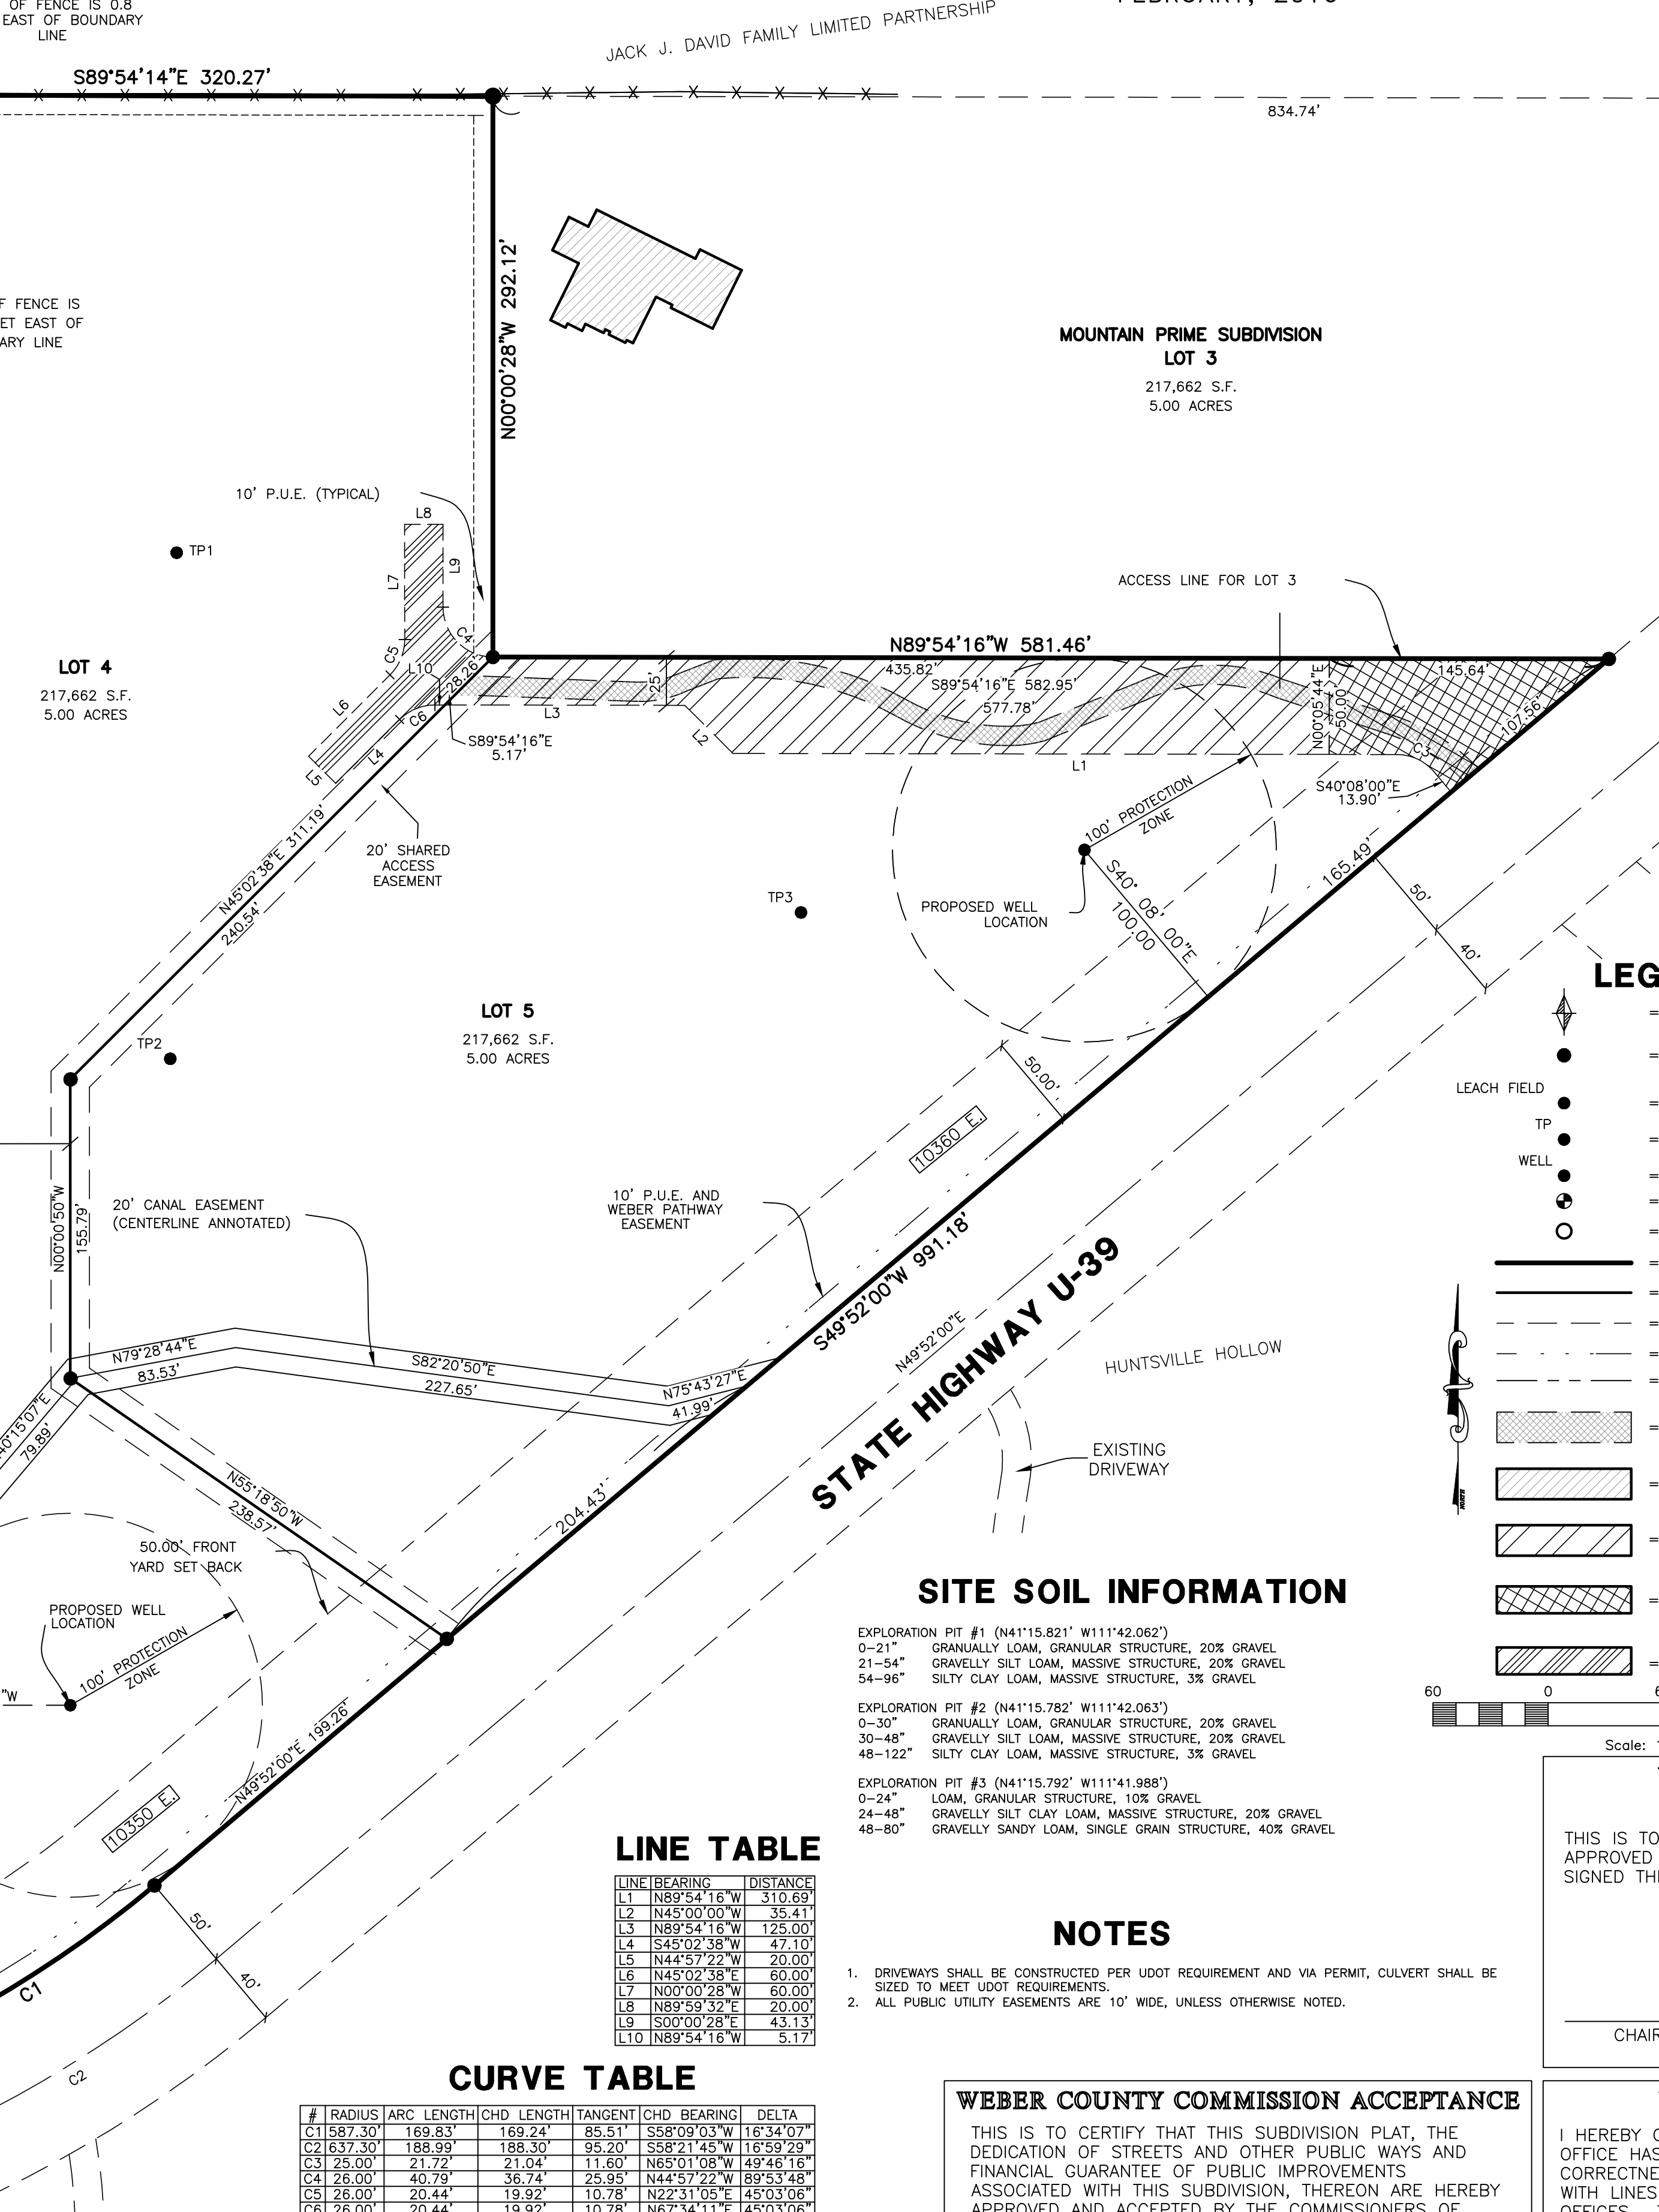 OF FENCE IS 0.8
EAST OF BOUNDARY
LINE
JACK J. DAVID FAMILY LIMITED PARTNERSHIP
S89°54'14"E 320.27'
834.74'
N00°00'28"W 292.12'
FENCE IS
EAST OF
LINE
MOUNTAIN PRIME SUBDIVISION
LOT 3
217,662 S.F.
5.00 ACRES
10' P.U.E. (TYPICAL)
L8
TP1
L7
L9
ACCESS LINE FOR LOT 3
C4
C5
L10
28.26'
N89°54'16"W 581.46'
435.82'
S89°54'16"E 582.95'
577.78'
25'
N00°05'44"E
50.00'
145.64'
107.56'
LOT 4
217,662 S.F.
5.00 ACRES
L6
C6
L3
L2
L1
C3
L4
L5
S89°54'16"E
5.17'
S40°08'00"E
13.90'
100' PROTECTION
ZONE
20' SHARED
ACCESS
EASEMENT
N45°02'38"E 311.19'
240.54'
TP3
PROPOSED WELL
LOCATION
S40° 08' 00"E
100.00
165.49'
50'
40'
LOT 5
217,662 S.F.
5.00 ACRES
TP2
50.00'
10360 E.
LEACH FIELD
TP
WELL
N00°00'50"W
155.79'
20' CANAL EASEMENT
(CENTERLINE ANNOTATED)
10' P.U.E. AND
WEBER PATHWAY
EASEMENT
S49°52'00"W 991.18'
N49°52'00"E
STATE HIGHWAY U-39
HUNTSVILLE HOLLOW
EXISTING
DRIVEWAY
N79°28'44"E
83.53'
S82°20'50"E
227.65'
N75°43'27"E
41.99'
40°15'07"E
79.89'
N55°18'50"W
238.57'
204.43'
50.00' FRONT
YARD SET BACK
PROPOSED WELL
LOCATION
100' PROTECTION
ZONE
"W
N49°52'00"E 199.26'
10350 E.
50'
40'
C1
C2
SITE SOIL INFORMATION
EXPLORATION PIT #1 (N41°15.821' W111°42.062')
0-21" GRANUALLY LOAM, GRANULAR STRUCTURE, 20% GRAVEL
21-54" GRAVELLY SILT LOAM, MASSIVE STRUCTURE, 20% GRAVEL
54-96" SILTY CLAY LOAM, MASSIVE STRUCTURE, 3% GRAVEL
EXPLORATION PIT #2 (N41°15.782' W111°42.063')
0-30" GRANUALLY LOAM, GRANULAR STRUCTURE, 20% GRAVEL
30-48" GRAVELLY SILT LOAM, MASSIVE STRUCTURE, 20% GRAVEL
48-122" SILTY CLAY LOAM, MASSIVE STRUCTURE, 3% GRAVEL
EXPLORATION PIT #3 (N41°15.792' W111°41.988')
0-24" LOAM, GRANULAR STRUCTURE, 10% GRAVEL
24-48" GRAVELLY SILT CLAY LOAM, MASSIVE STRUCTURE, 20% GRAVEL
48-80" GRAVELLY SANDY LOAM, SINGLE GRAIN STRUCTURE, 40% GRAVEL
60 0
Scale:
LINE TABLE
LINE BEARING DISTANCE
L1 N89°54'16"W 310.69'
L2 N45°00'00"W 35.41'
L3 N89°54'16"W 125.00'
L4 S45°02'38"W 47.10'
L5 N44°57'22"W 20.00'
L6 N45°02'38"E 60.00'
L7 N00°00'28"W 60.00'
L8 N89°59'32"E 20.00'
L9 S00°00'28"E 43.13'
L10 N89°54'16"W 5.17'
NOTES
1. DRIVEWAYS SHALL BE CONSTRUCTED PER UDOT REQUIREMENT AND VIA PERMIT, CULVERT SHALL BE
SIZED TO MEET UDOT REQUIREMENTS.
2. ALL PUBLIC UTILITY EASEMENTS ARE 10' WIDE, UNLESS OTHERWISE NOTED.
THIS IS TO
APPROVED
SIGNED
CURVE TABLE
# RADIUS ARC LENGTH CHD LENGTH TANGENT CHD BEARING DELTA
C1 587.30' 169.83' 169.24' 85.51' S58°09'03"W 16°34'07"
C2 637.30' 188.99' 188.30' 95.20' S58°21'45"W 16°59'29"
C3 25.00' 21.72' 21.04' 11.60' N65°01'08"W 49°46'16"
C4 26.00' 40.79' 36.74' 25.95' N44°57'22"W 89°53'48"
C5 26.00' 20.44' 19.92' 10.78' N22°31'05"E 45°03'06"
C6 26.00' 20.44' 19.92' 10.78' N67°34'11"E 45°03'06"
WEBER COUNTY COMMISSION ACCEPTANCE
THIS IS TO CERTIFY THAT THIS SUBDIVISION PLAT, THE
DEDICATION OF STREETS AND OTHER PUBLIC WAYS AND
FINANCIAL GUARANTEE OF PUBLIC IMPROVEMENTS
ASSOCIATED WITH THIS SUBDIVISION, THEREON ARE HEREBY
APPROVED AND ACCEPTED BY THE COMMISSIONERS OF
I HEREBY
OFFICE HAS
WITH LINES